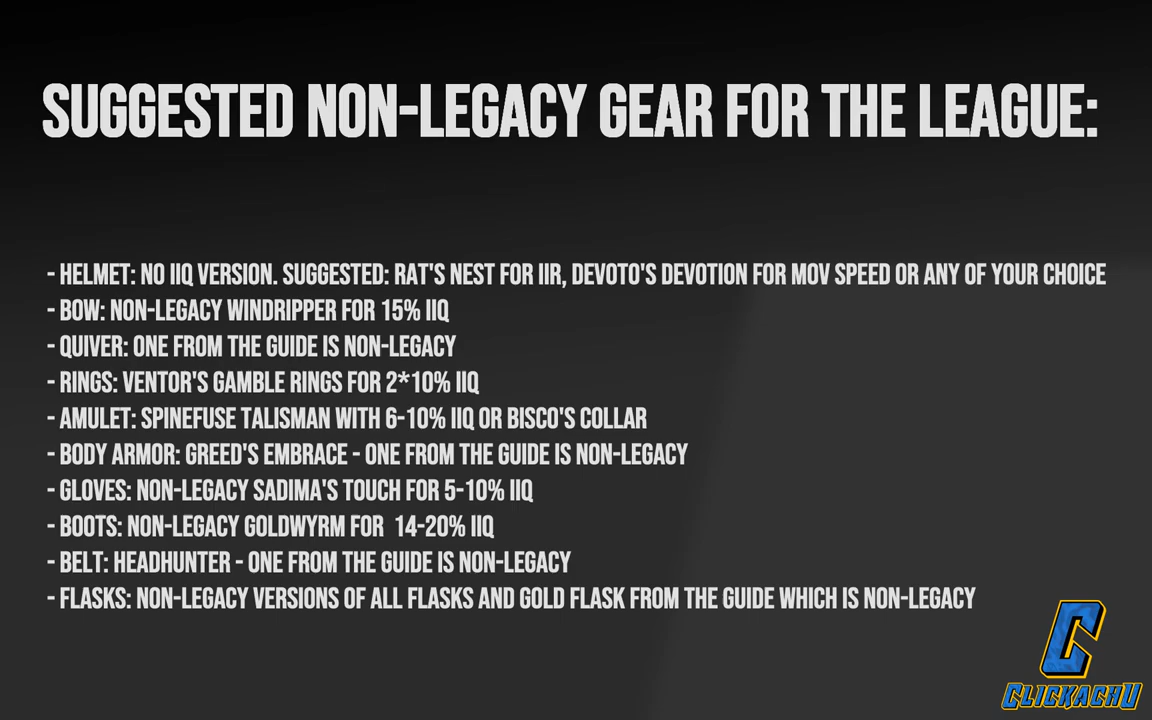 SUGGESTED NON-LEGACY GEAR FOR THE LEAGUE:
- HELMET: NO IIQ VERSION. SUGGESTED: RAT'S NEST FOR IIR, DEVOTO'S DEVOTION FOR MOV SPEED OR ANY OF YOUR CHOICE
- BOW: NON-LEGACY WINDRIPPER FOR 15% IIQ
- QUIVER: ONE FROM THE GUIDE IS NON-LEGACY
- RINGS: VENTOR'S GAMBLE RINGS FOR 2*10% IIQ
- AMULET: SPINEFUSE TALISMAN WITH 6-10% IIQ OR BISCO'S COLLAR
- BODY ARMOR: GREED'S EMBRACE - ONE FROM THE GUIDE IS NON-LEGACY
- GLOVES: NON-LEGACY SADIMA'S TOUCH FOR 5-10% IIQ
- BOOTS: NON-LEGACY GOLDWYRM FOR  14-20% IIQ
- BELT: HEADHUNTER - ONE FROM THE GUIDE IS NON-LEGACY
- FLASKS: NON-LEGACY VERSIONS OF ALL FLASKS AND GOLD FLASK FROM THE GUIDE WHICH IS NON-LEGACY
C
CLICKACHU